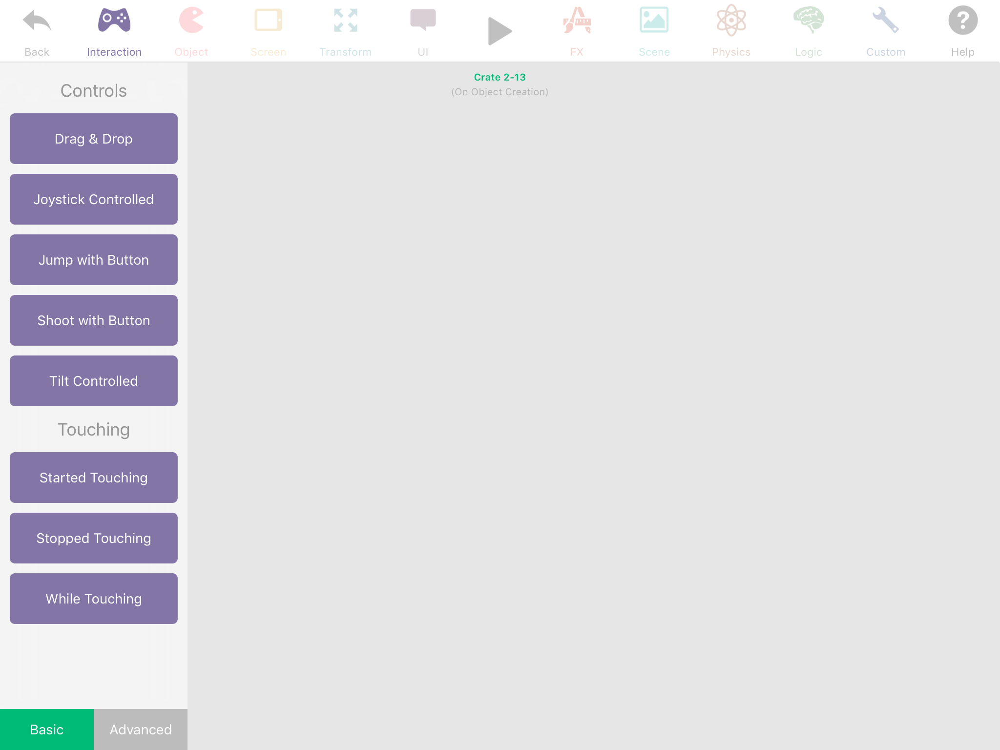 Back
Interaction
Object
Screen
Transform
UI
FX
Scene
Physics
Logic
Custom
Help
Crate 2-13
(On Object Creation)
Controls
Drag & Drop
Joystick Controlled
Jump with Button
Shoot with Button
Tilt Controlled
Touching
Started Touching
Stopped Touching
While Touching
Basic
Advanced